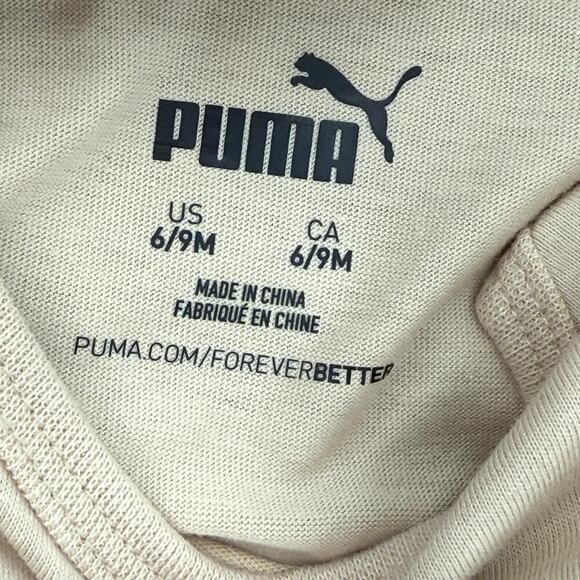 PUMA
US CA
6/9M 6/9M
MADE IN CHINA
FABRIQUÉ EN CHINE
PUMA.COM/FOREVERBETTER